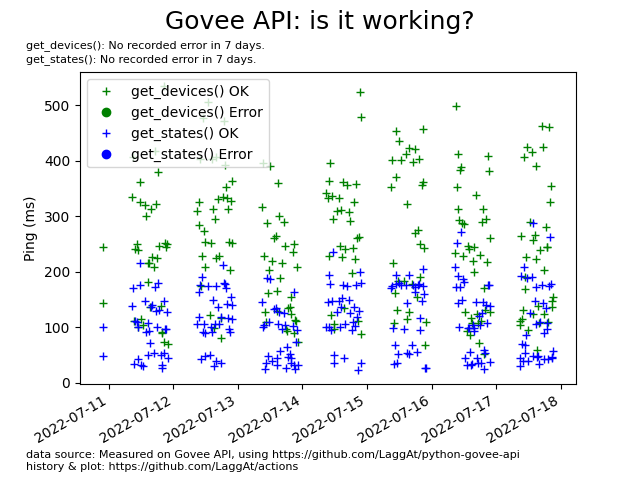 Govee API: is it working?
get_devices(): No recorded error in 7 days.
get_states(): No recorded error in 7 days.
get_devices() OK
get_devices() Error
get_states() OK
get_states() Error
Ping (ms)
500
400
300
200
100
0
2022-07-11
2022-07-12
2022-07-13
2022-07-14
2022-07-15
2022-07-16
2022-07-17
2022-07-18
data source: Measured on Govee API, using https://github.com/LaggAt/python-govee-api
history & plot: https://github.com/LaggAt/actions